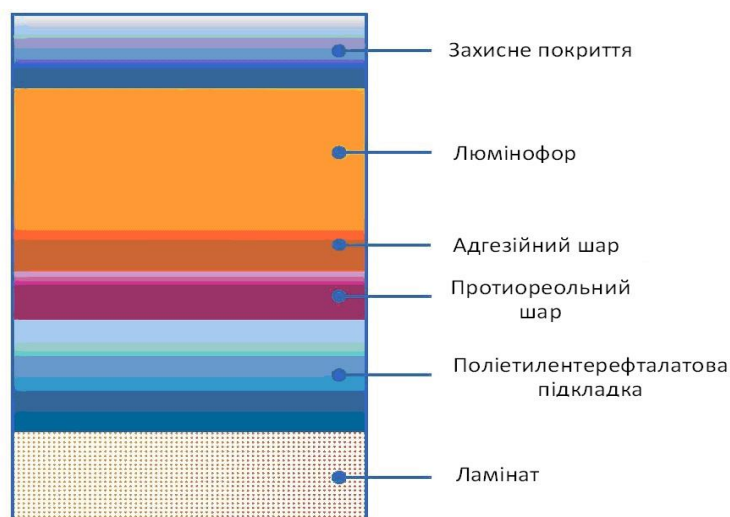 Захисне покриття
Люмінофор
Адгезійний шар
Протиореольний
шар
Поліетилентерефталатова
підкладка
Ламінат